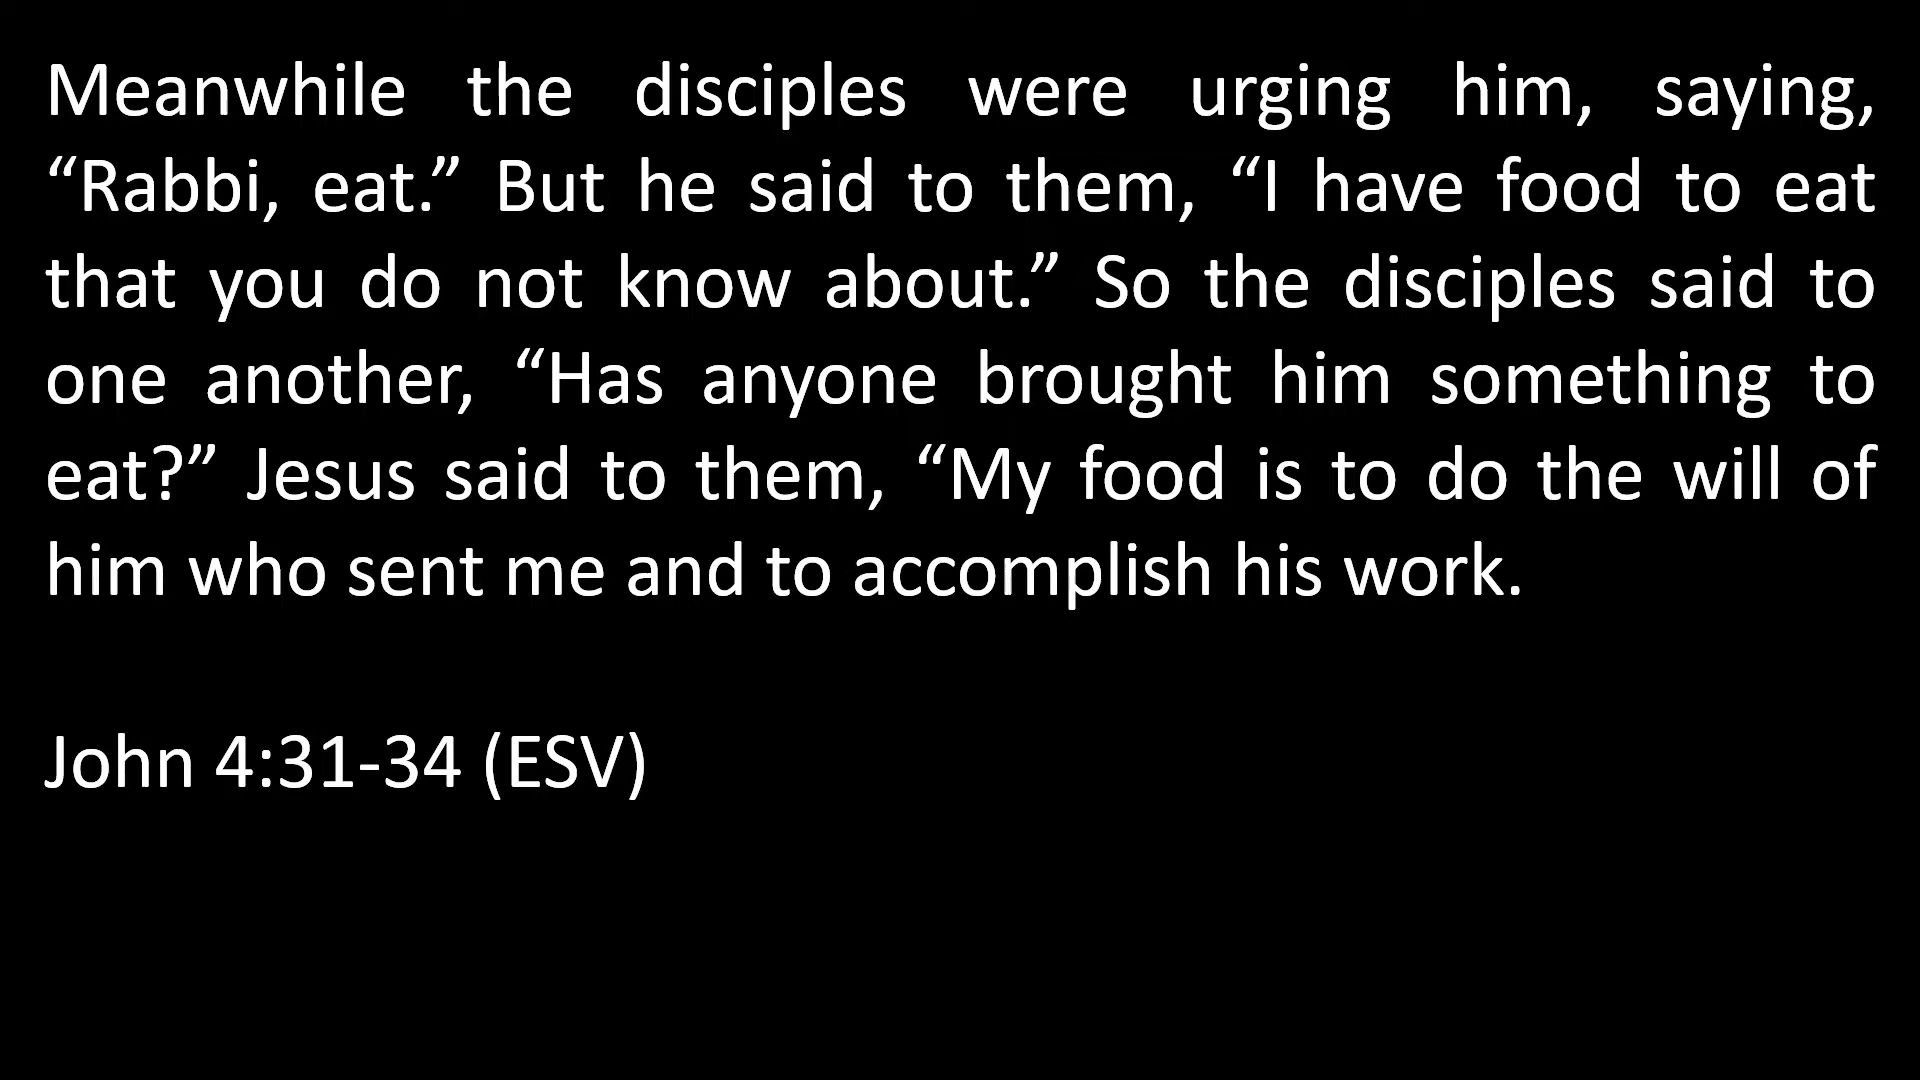 Meanwhile the disciples were urging him, saying,
“Rabbi, eat.” But he said to them, “I have food to eat
that you do not know about.” So the disciples said to
one another, “Has anyone brought him something to
eat?” Jesus said to them, “My food is to do the will of
him who sent me and to accomplish his work.
John 4:31-34 (ESV)